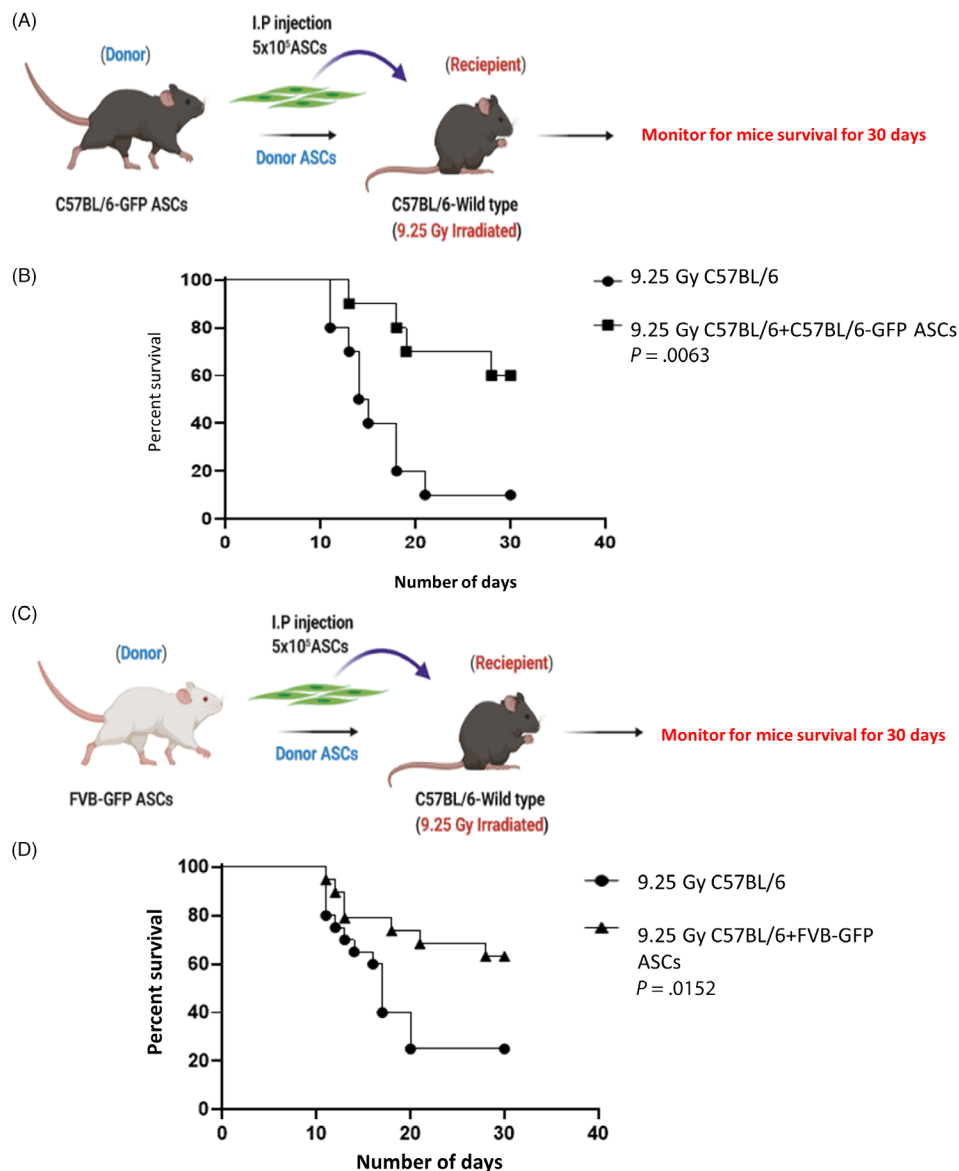 (A)
I.P injection
5x10⁵ASCs
(Donor)
(Reciepient)
Donor ASCs
Monitor for mice survival for 30 days
C57BL/6-GFP ASCs
C57BL/6-Wild type
(9.25 Gy Irradiated)
(B)
Percent survival
100
80
60
40
20
0
0 10 20 30 40
Number of days
9.25 Gy C57BL/6
9.25 Gy C57BL/6+C57BL/6-GFP ASCs
P = .0063
(C)
I.P injection
5x10⁵ASCs
(Donor)
(Reciepient)
Donor ASCs
Monitor for mice survival for 30 days
FVB-GFP ASCs
C57BL/6-Wild type
(9.25 Gy Irradiated)
(D)
Percent survival
100
80
60
40
20
0
0 10 20 30 40
Number of days
9.25 Gy C57BL/6
9.25 Gy C57BL/6+FVB-GFP
ASCs
P = .0152